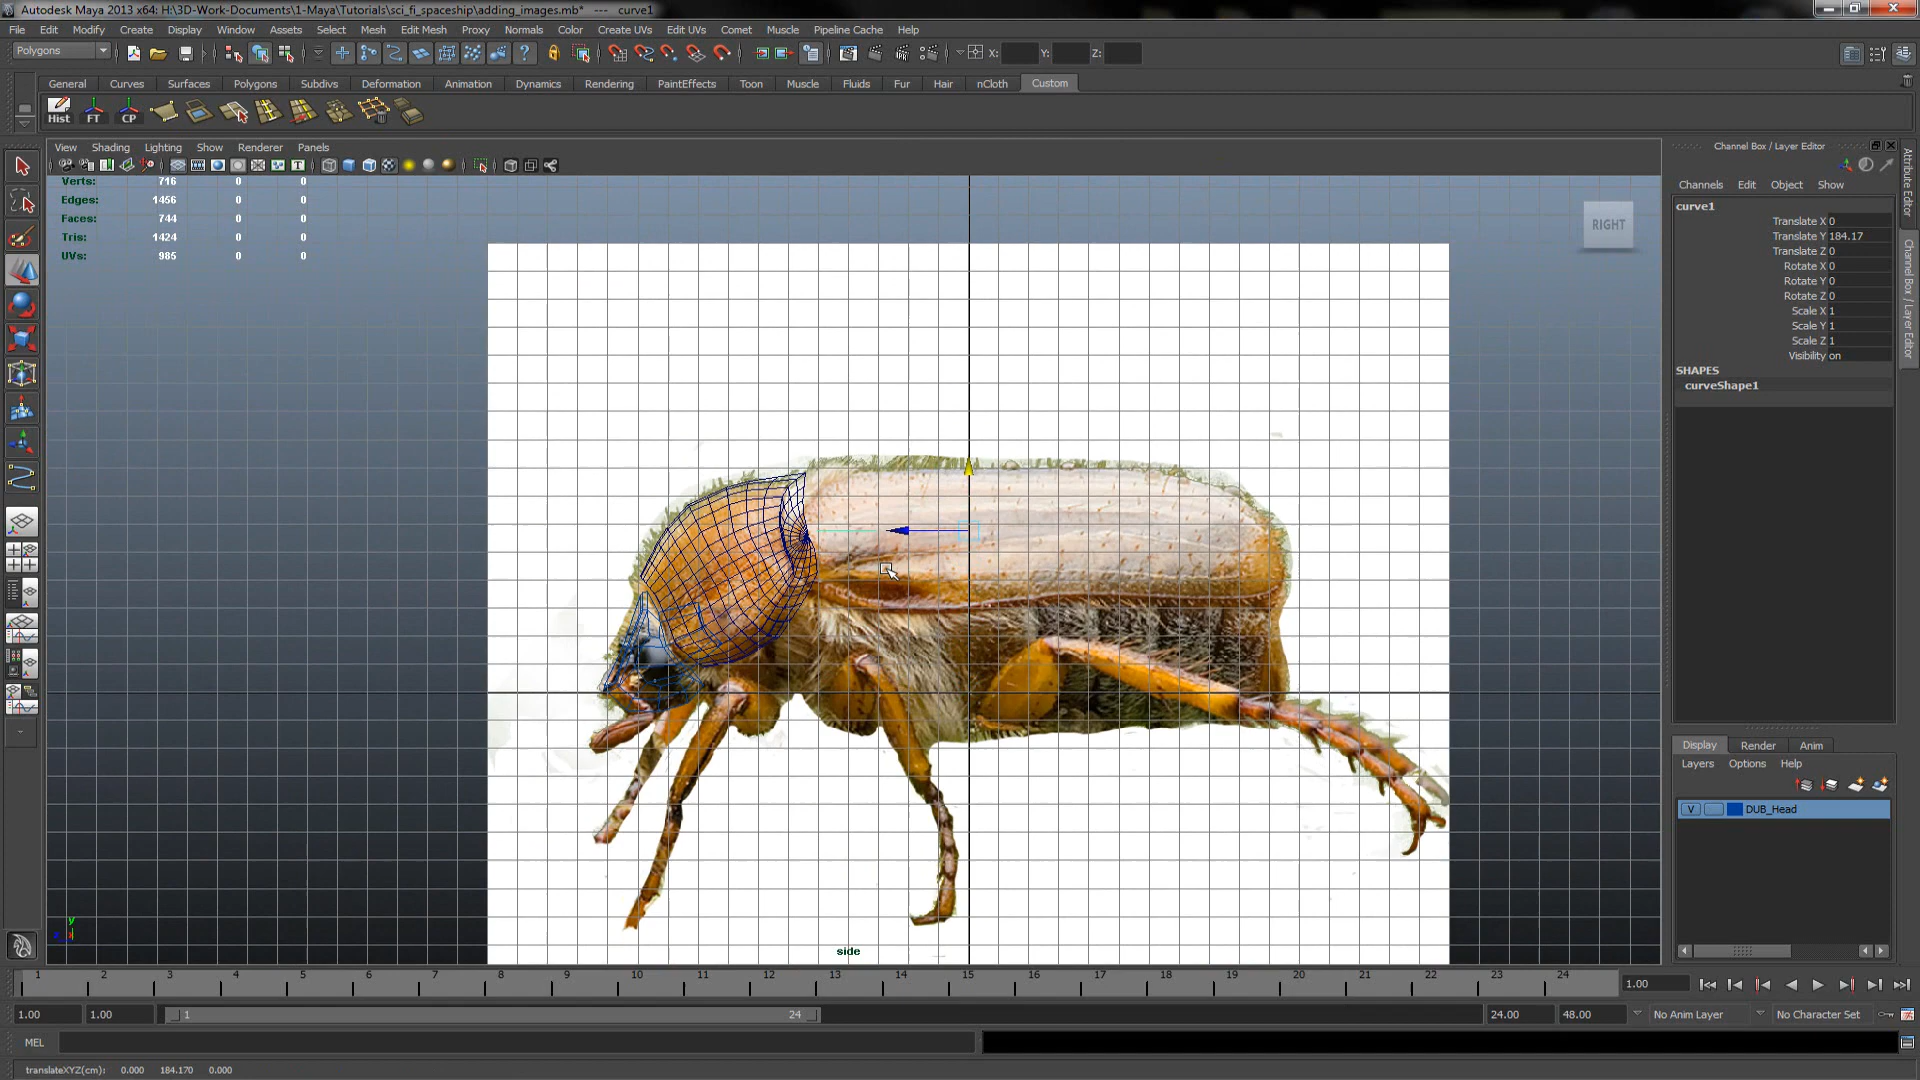 Autodesk Maya 2013 x64: H:\3D-Work-Documents\1-Maya\Tutorials\sci_fi_spaceship\adding_images.mb* --- curve1
File Edit Modify Create Display Window Assets Select Mesh Edit Mesh Proxy Normals Color Create UVs Edit UVs Comet Muscle Pipeline Cache Help
Polygons X: Y: Z:
General Curves Surfaces Polygons Subdivs Deformation Animation Dynamics Rendering PaintEffects Toon Muscle Fluids Fur Hair nCloth Custom
Hist FT CP
View Shading Lighting Show Renderer Panels
Verts: 716 0 0
Edges: 1456 0 0
Faces: 744 0 0
Tris: 1424 0 0
UVs: 985 0 0
RIGHT
side
y
Channel Box / Layer Editor
Channels Edit Object Show
curve1
Translate X 0
Translate Y 184.17
Translate Z 0
Rotate X 0
Rotate Y 0
Rotate Z 0
Scale X 1
Scale Y 1
Scale Z 1
Visibility on
SHAPES
curveShape1
Attribute Editor
Channel Box / Layer Editor
Display Render Anim
Layers Options Help
V DUB_Head
1 2 3 4 5 6 7 8 9 10 11 12 13 14 15 16 17 18 19 20 21 22 23 24
1.00
1.00 1.00 1 24 24.00 48.00 No Anim Layer No Character Set
MEL
translateXYZ(cm): 0.000 184.170 0.000